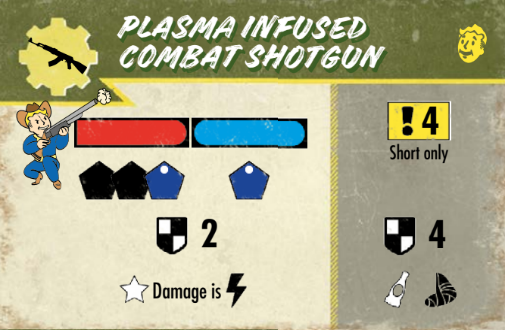 PLASMA INFUSED
COMBAT SHOTGUN
! 4
Short only
2
4
Damage is